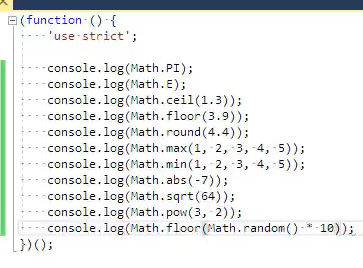 (function () {
    'use strict';

    console.log(Math.PI);
    console.log(Math.E);
    console.log(Math.ceil(1.3));
    console.log(Math.floor(3.9));
    console.log(Math.round(4.4));
    console.log(Math.max(1, 2, 3, 4, 5));
    console.log(Math.min(1, 2, 3, 4, 5));
    console.log(Math.abs(-7));
    console.log(Math.sqrt(64));
    console.log(Math.pow(3, 2));
    console.log(Math.floor(Math.random() * 10));
})();